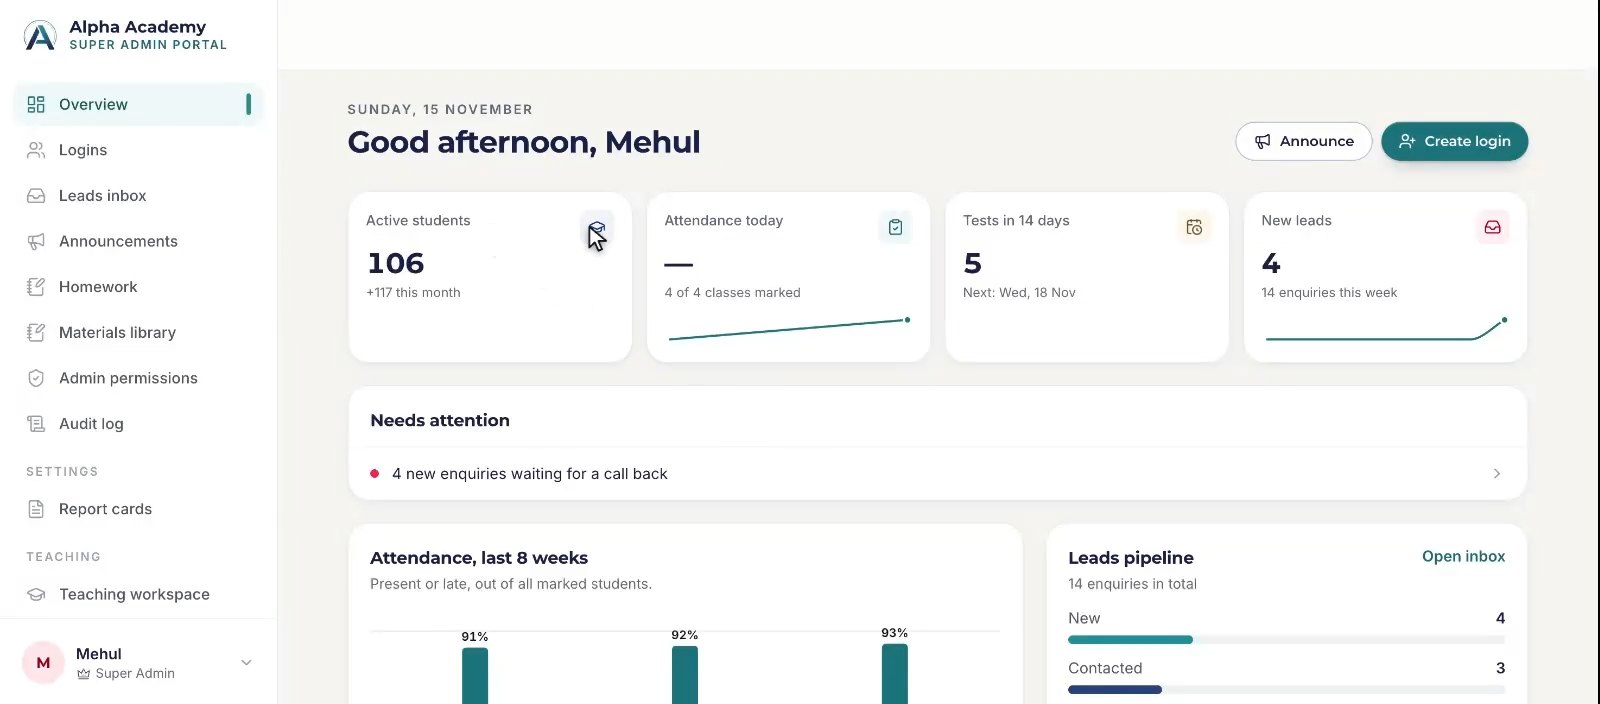 Alpha Academy
SUPER ADMIN PORTAL
Overview
Logins
Leads inbox
Announcements
Homework
Materials library
Admin permissions
Audit log
SETTINGS
Report cards
TEACHING
Teaching workspace
M
Mehul
Super Admin
SUNDAY, 15 NOVEMBER
Good afternoon, Mehul
Announce
Create login
Active students
106
+117 this month
Attendance today
—
4 of 4 classes marked
Tests in 14 days
5
Next: Wed, 18 Nov
New leads
4
14 enquiries this week
Needs attention
4 new enquiries waiting for a call back
Attendance, last 8 weeks
Present or late, out of all marked students.
91%
92%
93%
Leads pipeline
Open inbox
14 enquiries in total
New 4
Contacted 3